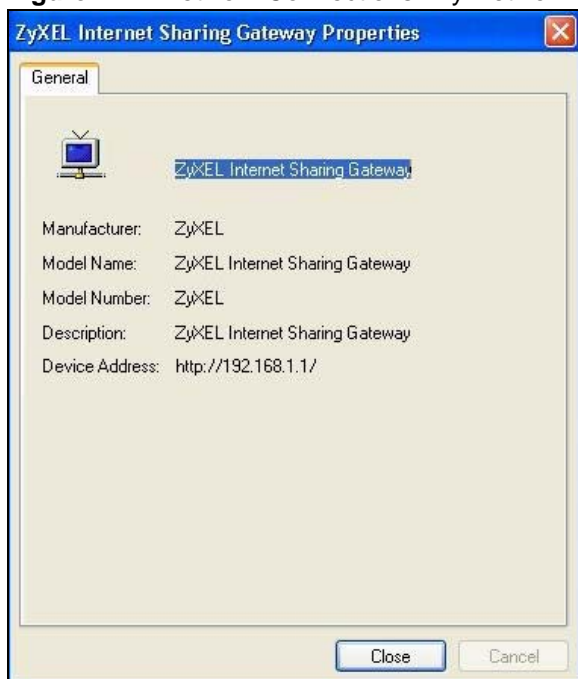 ZyXEL Internet Sharing Gateway Properties
General
ZyXEL Internet Sharing Gateway
Manufacturer: ZyXEL
Model Name: ZyXEL Internet Sharing Gateway
Model Number: ZyXEL
Description: ZyXEL Internet Sharing Gateway
Device Address: http://192.168.1.1/
Close Cancel